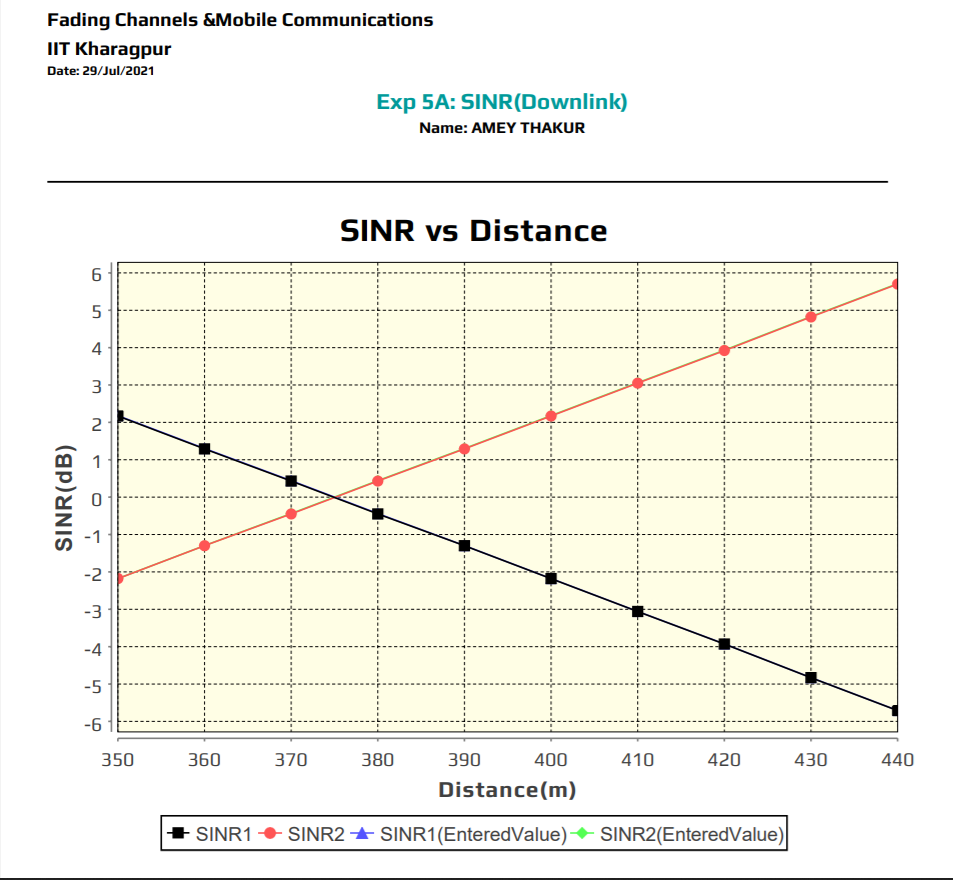 Fading Channels &Mobile Communications
IIT Kharagpur
Date: 29/Jul/2021
Exp 5A: SINR(Downlink)
Name: AMEY THAKUR
SINR vs Distance
6
5
4
3
2
1
0
-1
-2
-3
-4
-5
-6
SINR(dB)
350 360 370 380 390 400 410 420 430 440
Distance(m)
SINR1 SINR2 SINR1(EnteredValue) SINR2(EnteredValue)